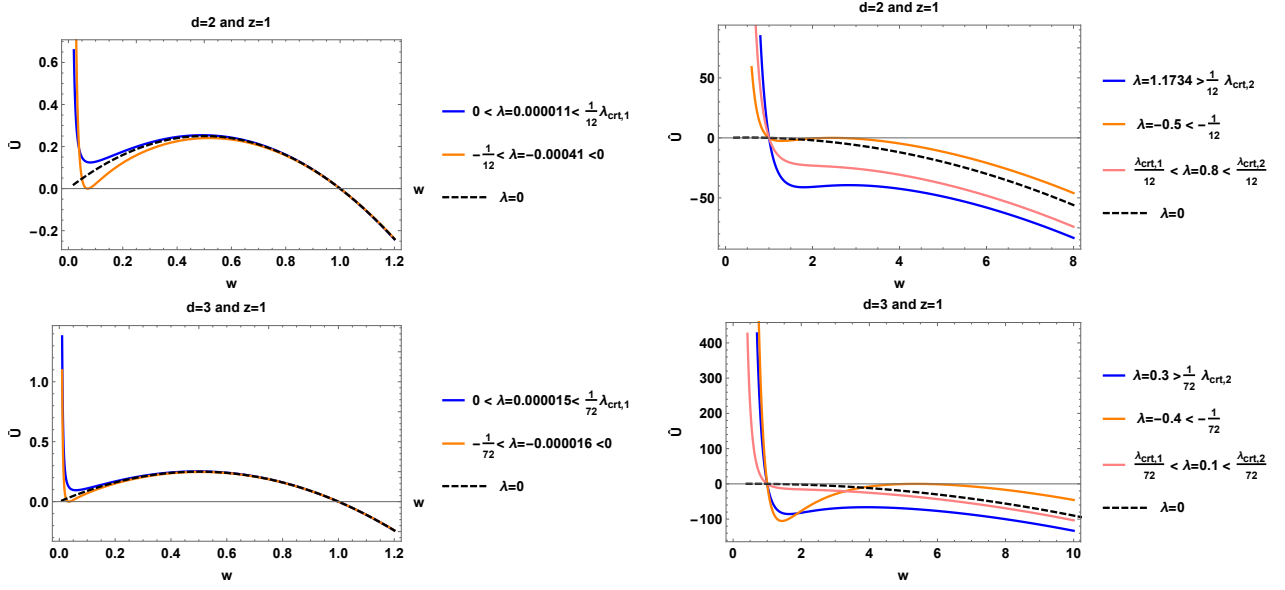 d=2 and z=1
Ū
0.6
0.4
0.2
0.0
−0.2
0.0 0.2 0.4 0.6 0.8 1.0 1.2
w
w
0 < λ=0.000011< 1/12 λcrt,1
−1/12 < λ=−0.00041 <0
λ=0
d=2 and z=1
Ū
50
0
−50
0 2 4 6 8
w
λ=1.1734 > 1/12 λcrt,2
λ=−0.5 < −1/12
λcrt,1/12 < λ=0.8 < λcrt,2/12
λ=0
d=3 and z=1
Ū
1.0
0.5
0.0
0.0 0.2 0.4 0.6 0.8 1.0 1.2
w
w
0 < λ=0.000015< 1/72 λcrt,1
−1/72 < λ=−0.000016 <0
λ=0
d=3 and z=1
Ū
400
300
200
100
0
−100
0 2 4 6 8 10
w
λ=0.3 > 1/72 λcrt,2
λ=−0.4 < −1/72
λcrt,1/72 < λ=0.1 < λcrt,2/72
λ=0